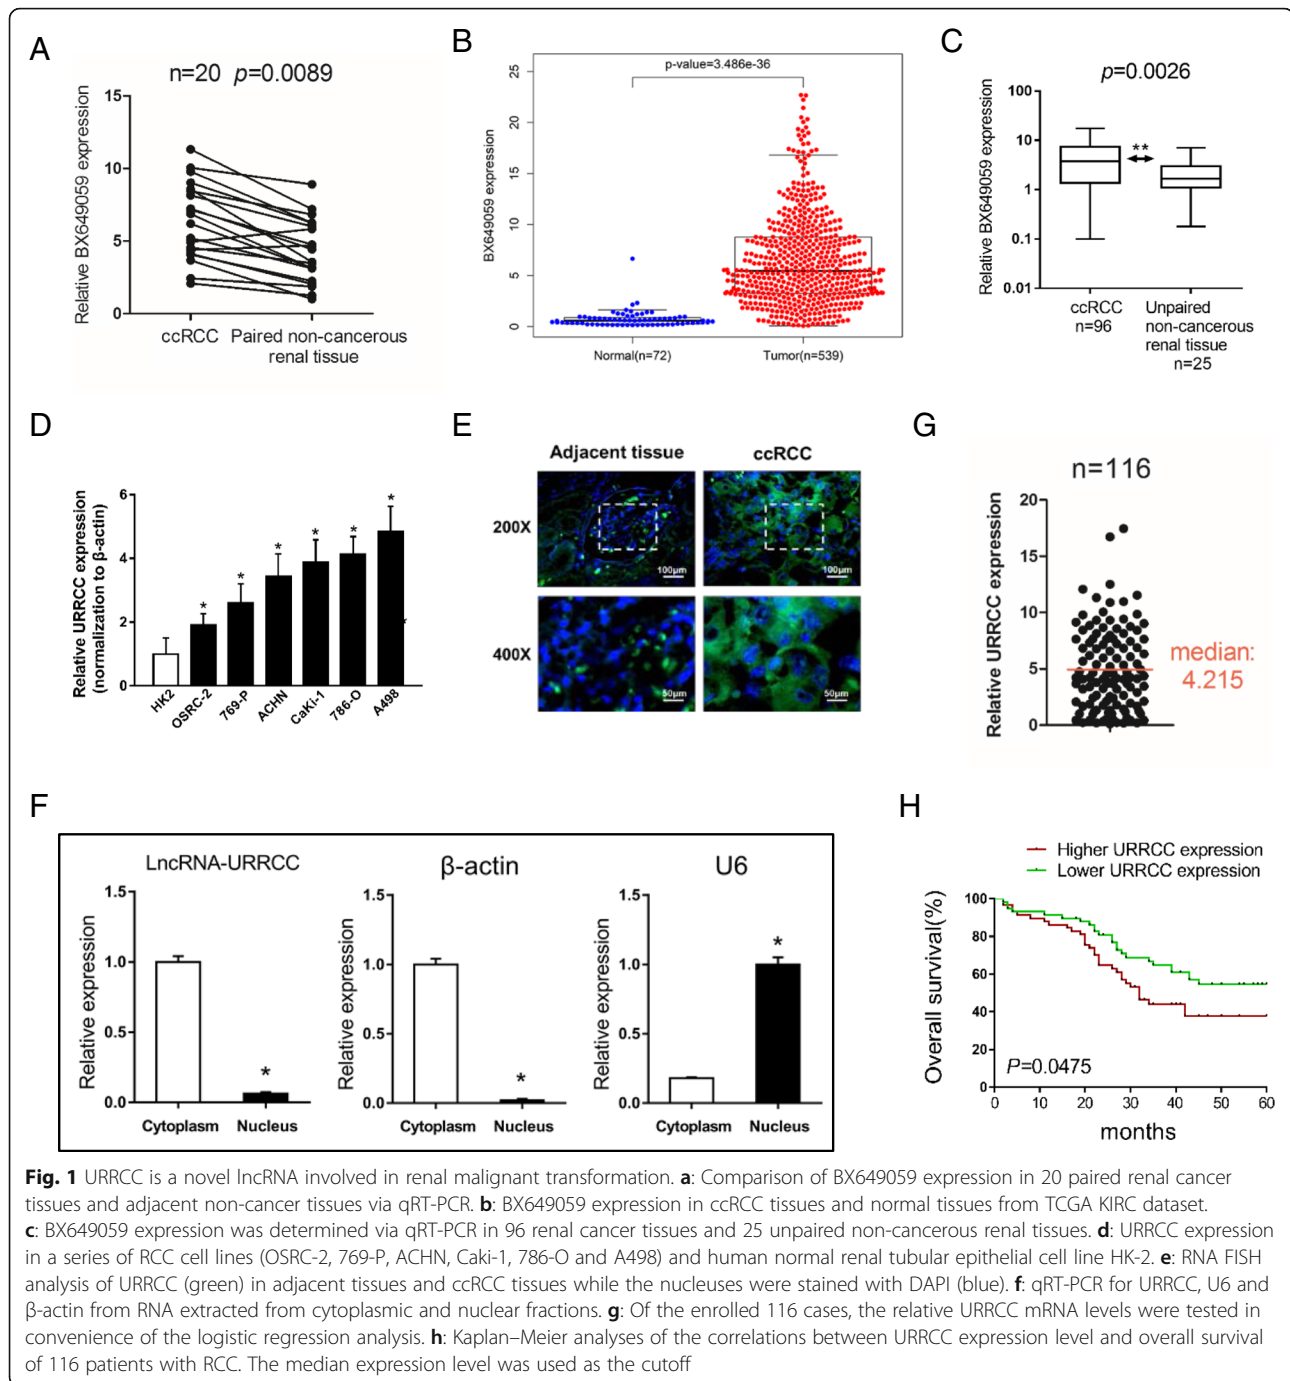 A
n=20 p=0.0089
Relative BX649059 expression
15
10
5
0
ccRCC
Paired non-cancerous
renal tissue
B
p-value=3.486e-36
BX649059 expression
25
20
15
10
5
0
Normal(n=72)
Tumor(n=539)
C
p=0.0026
Relative BX649059 expression
100
10
1
0.1
0.01
**
ccRCC
n=96
Unpaired
non-cancerous
renal tissue
n=25
D
Relative URRCC expression
(normalization to β-actin)
6
4
2
0
*
*
*
*
*
*
HK2
OSRC-2
769-P
ACHN
CaKi-1
786-O
A498
E
Adjacent tissue
ccRCC
200X
100μm
100μm
400X
50μm
50μm
G
n=116
Relative URRCC expression
20
15
10
5
0
median:
4.215
F
LncRNA-URRCC
Relative expression
1.5
1.0
0.5
0.0
*
Cytoplasm Nucleus
β-actin
Relative expression
1.5
1.0
0.5
0.0
*
Cytoplasm Nucleus
U6
Relative expression
1.5
1.0
0.5
0.0
*
Cytoplasm Nucleus
H
Higher URRCC expression
Lower URRCC expression
Overall survival(%)
100
80
60
40
20
0
P=0.0475
0 10 20 30 40 50 60
months
Fig. 1 URRCC is a novel lncRNA involved in renal malignant transformation. a: Comparison of BX649059 expression in 20 paired renal cancer
tissues and adjacent non-cancer tissues via qRT-PCR. b: BX649059 expression in ccRCC tissues and normal tissues from TCGA KIRC dataset.
c: BX649059 expression was determined via qRT-PCR in 96 renal cancer tissues and 25 unpaired non-cancerous renal tissues. d: URRCC expression
in a series of RCC cell lines (OSRC-2, 769-P, ACHN, Caki-1, 786-O and A498) and human normal renal tubular epithelial cell line HK-2. e: RNA FISH
analysis of URRCC (green) in adjacent tissues and ccRCC tissues while the nucleuses were stained with DAPI (blue). f: qRT-PCR for URRCC, U6 and
β-actin from RNA extracted from cytoplasmic and nuclear fractions. g: Of the enrolled 116 cases, the relative URRCC mRNA levels were tested in
convenience of the logistic regression analysis. h: Kaplan–Meier analyses of the correlations between URRCC expression level and overall survival
of 116 patients with RCC. The median expression level was used as the cutoff